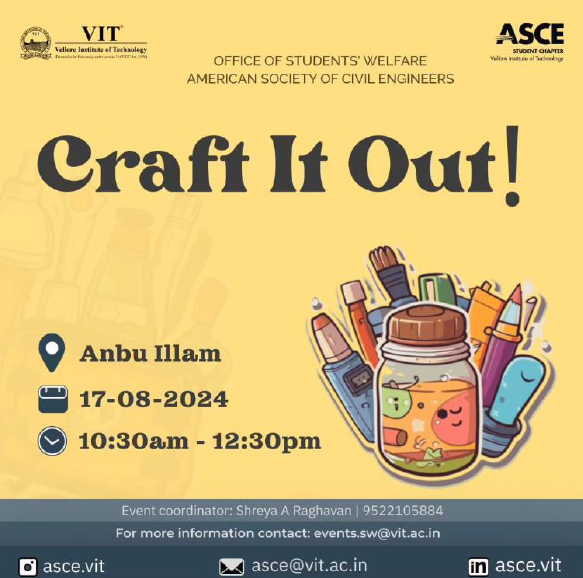 VIT
Vellore Institute of Technology
ASCE
STUDENT CHAPTER
Vellore Institute of Technology
OFFICE OF STUDENTS' WELFARE
AMERICAN SOCIETY OF CIVIL ENGINEERS
Craft It Out!
Anbu Illam
17-08-2024
10:30am - 12:30pm
Event coordinator: Shreya A Raghavan | 9522105884
For more information contact: events.sw@vit.ac.in
asce.vit
asce@vit.ac.in
in asce.vit